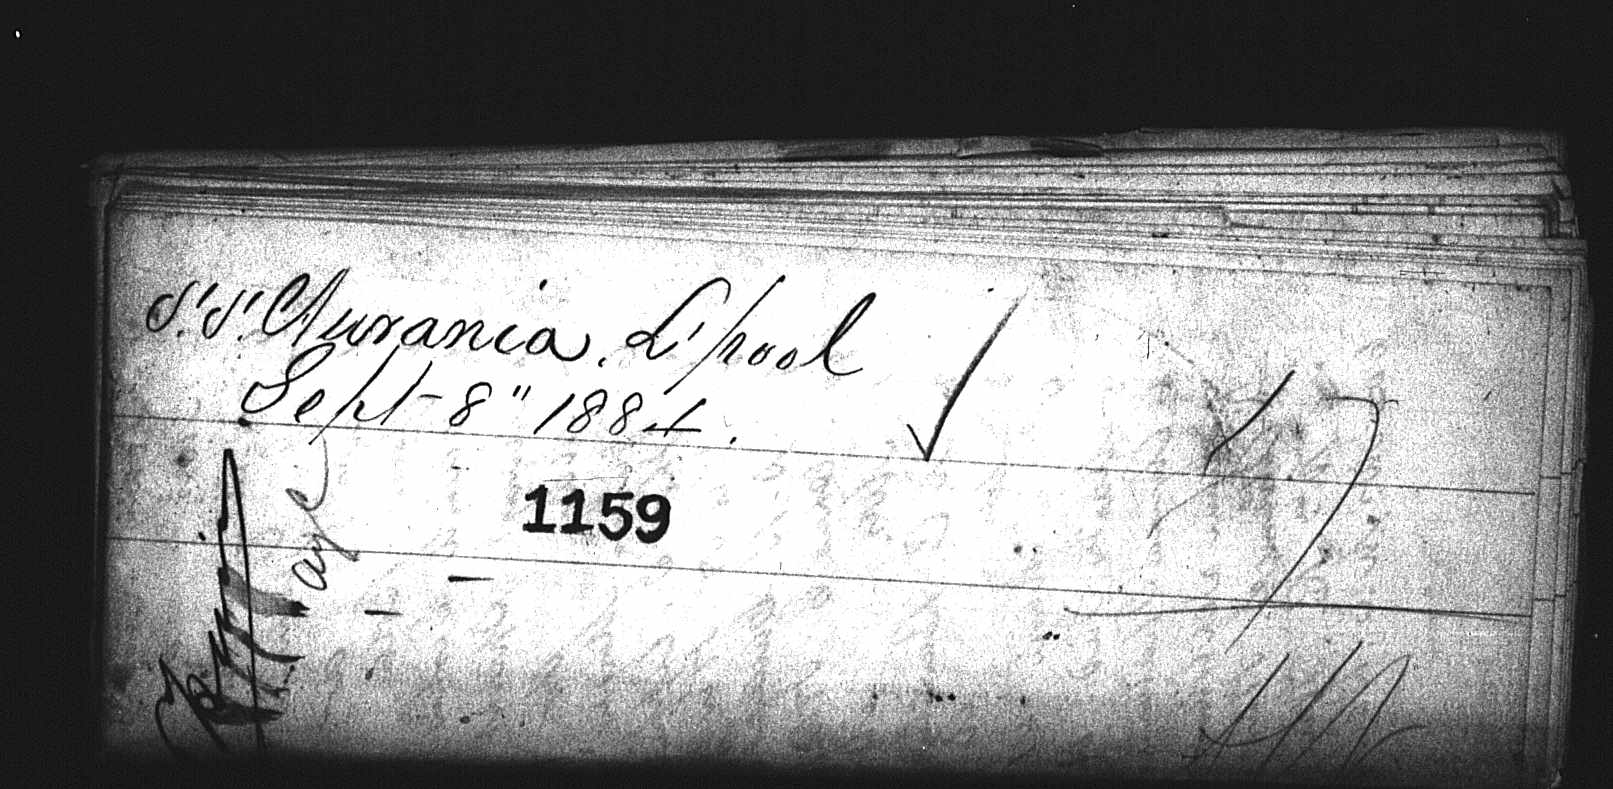 S.S. Aurania. L'pool
Sept 8" 1884.
1159